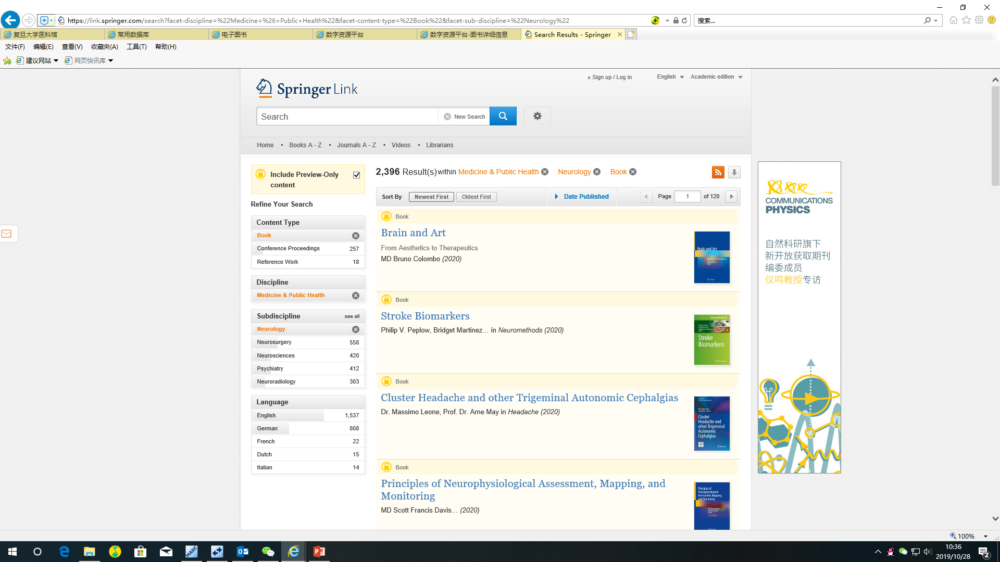 https://link.springer.com/search?facet-discipline=%22Medicine+%26+Public+Health%22&facet-content-type=%22Book%22&facet-sub-discipline=%22Neurology%22
搜索...
复旦大学医科馆
常用数据库
电子图书
数字资源平台
数字资源平台-图书详细信息
Search Results - Springer
文件(F) 编辑(E) 查看(V) 收藏夹(A) 工具(T) 帮助(H)
建议网站 网页快讯库
» Sign up / Log in
English
Academic edition
Springer Link
Search
New Search
Home • Books A - Z • Journals A - Z • Videos • Librarians
Include Preview-Only
content
Refine Your Search
Content Type
Book
Conference Proceedings 257
Reference Work 18
Discipline
Medicine & Public Health
Subdiscipline see all
Neurology
Neurosurgery 558
Neurosciences 420
Psychiatry 412
Neuroradiology 303
Language
English 1,537
German 808
French 22
Dutch 15
Italian 14
2,396 Result(s) within Medicine & Public Health Neurology Book
Sort By Newest First Oldest First Date Published Page 1 of 120
Book
Brain and Art
From Aesthetics to Therapeutics
MD Bruno Colombo (2020)
Brain and Art
Book
Stroke Biomarkers
Philip V. Peplow, Bridget Martinez... in Neuromethods (2020)
Stroke
Biomarkers
Book
Cluster Headache and other Trigeminal Autonomic Cephalgias
Dr. Massimo Leone, Prof. Dr. Arne May in Headache (2020)
Cluster
Headache and
other Trigeminal
Autonomic
Cephalgias
Book
Principles of Neurophysiological Assessment, Mapping, and
Monitoring
MD Scott Francis Davis... (2020)
Principles of
Neurophysiological
Assessment, Mapping,
and Monitoring
COMMUNICATIONS
PHYSICS
自然科研旗下
新开放获取期刊
编委成员
仪鸣教授专访
100%
MARC
10:36
2019/10/28
2